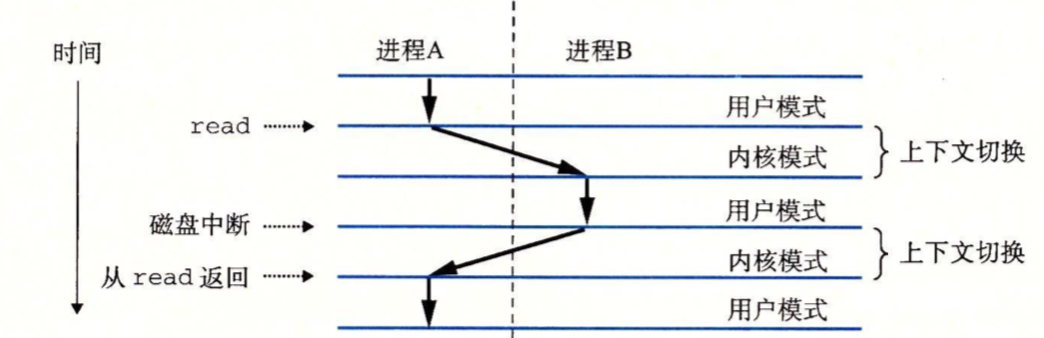 时间
进程A
进程B
用户模式
read
内核模式
上下文切换
用户模式
磁盘中断
内核模式
上下文切换
从 read 返回
用户模式